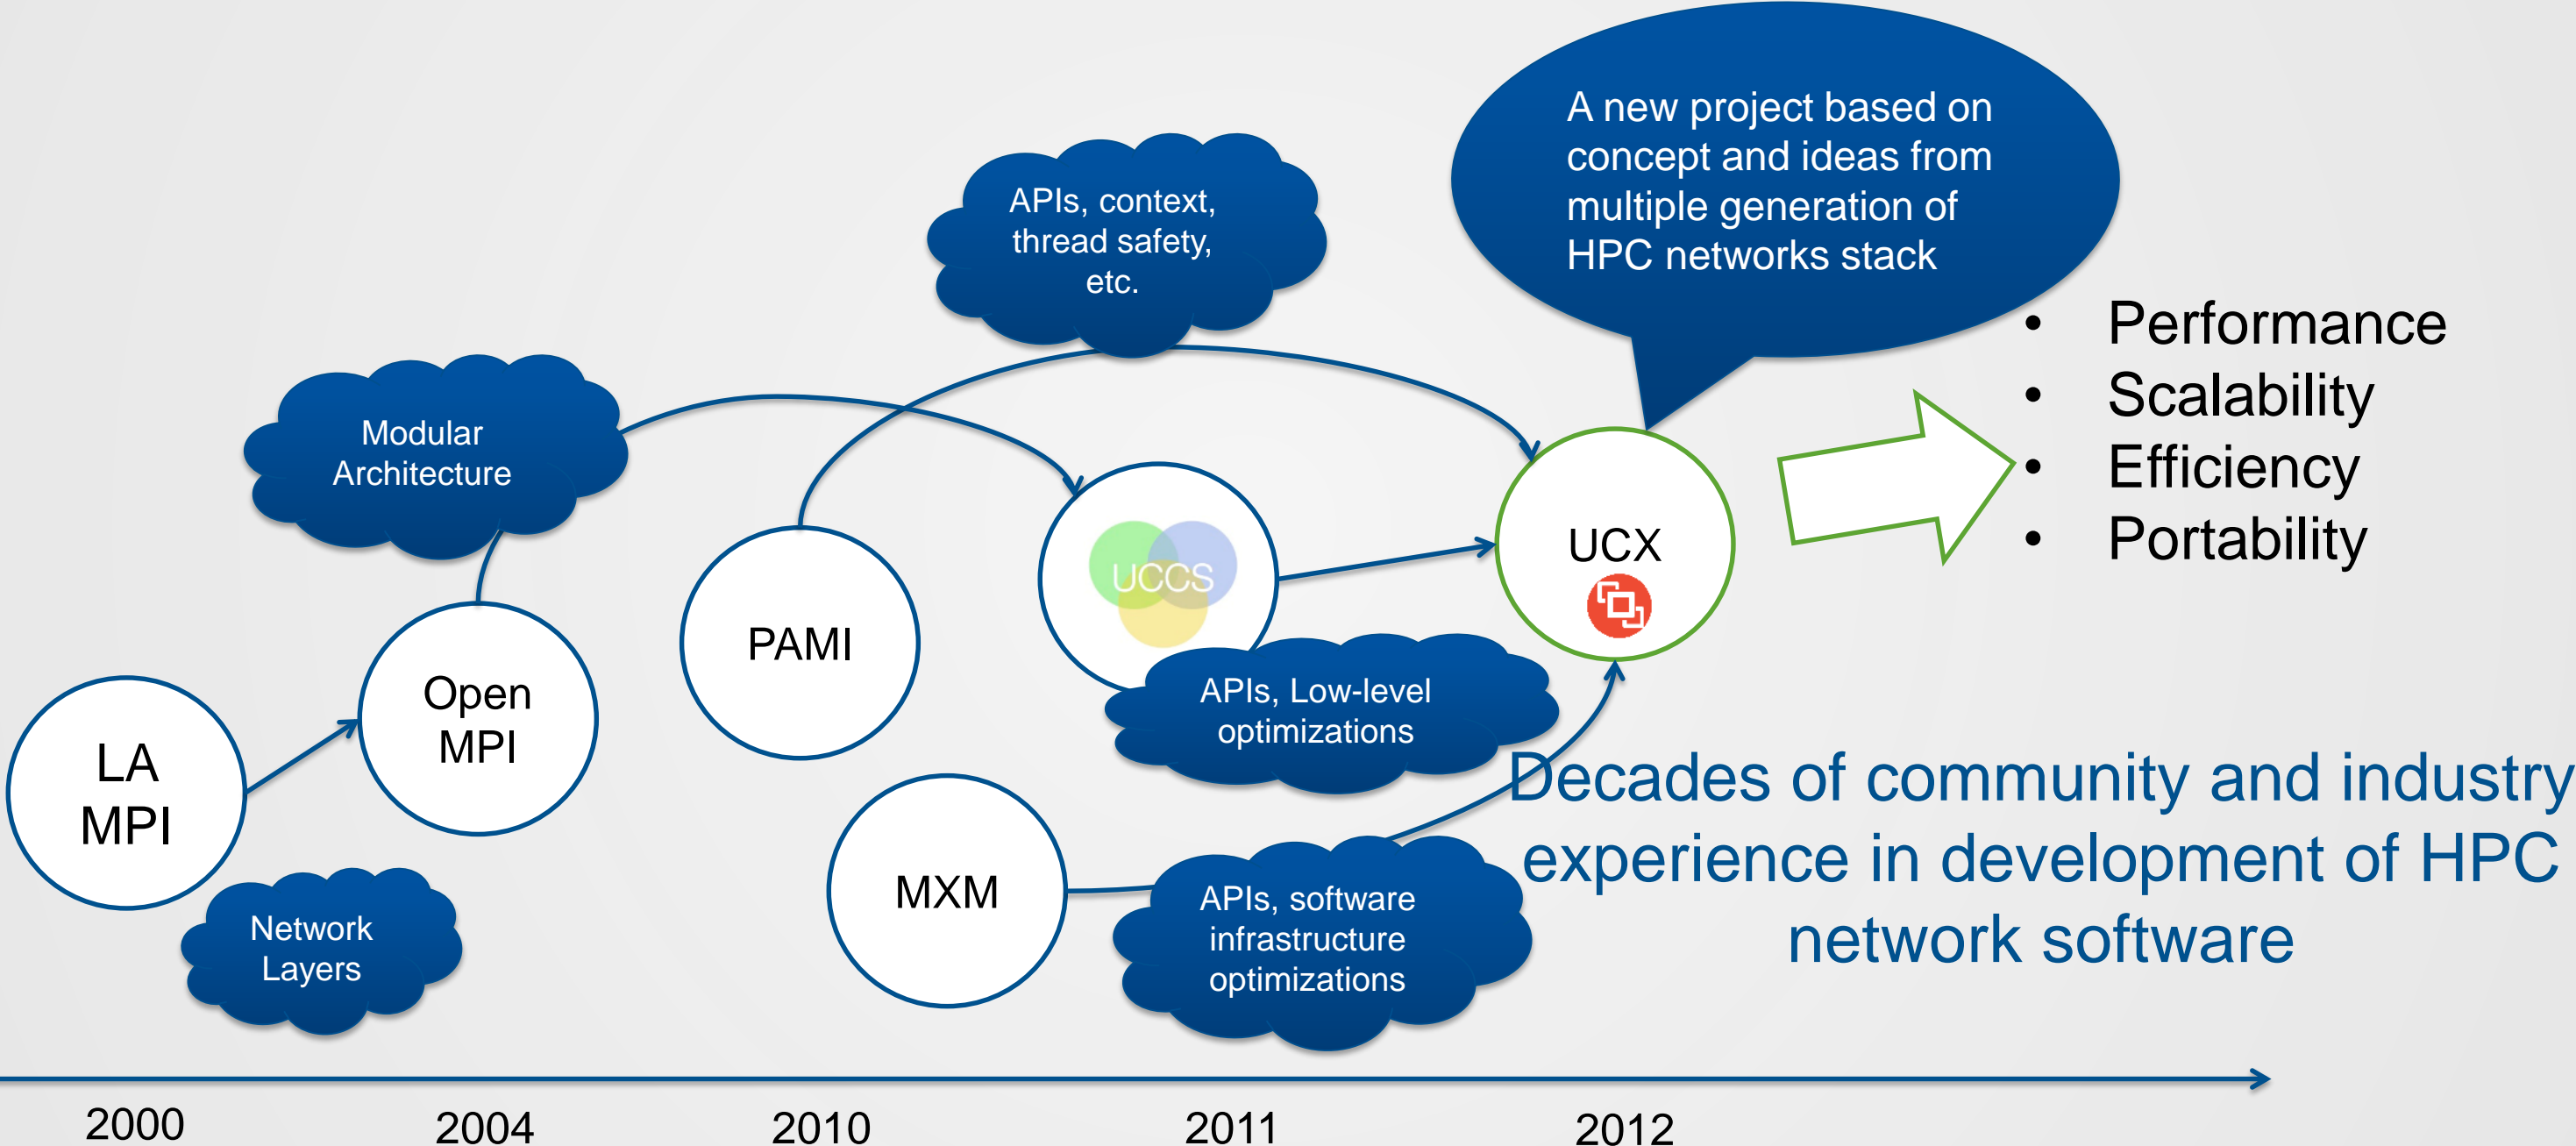 A new project based on
concept and ideas from
multiple generation of
HPC networks stack
APIs, context,
thread safety,
etc.
• Performance
• Scalability
• Efficiency
• Portability
Modular
Architecture
UCCS
UCX
PAMI
Open
MPI
LA
MPI
APIs, Low-level
optimizations
Decades of community and industry
experience in development of HPC
network software
MXM
APIs, software
infrastructure
optimizations
Network
Layers
2000
2004
2010
2011
2012